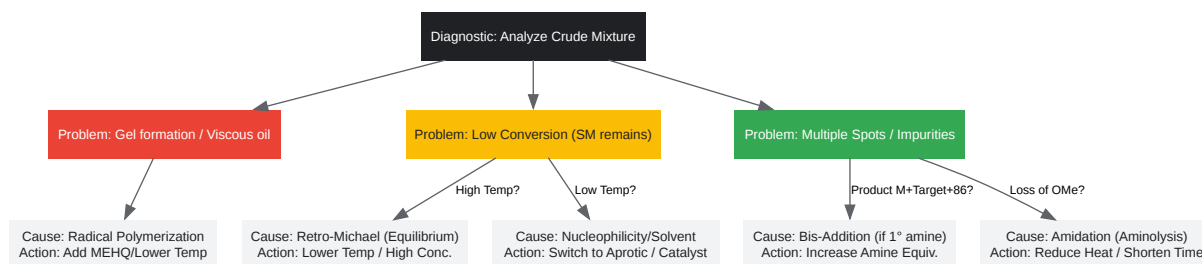 Diagnostic: Analyze Crude Mixture
Problem: Gel formation / Viscous oil
Problem: Low Conversion (SM remains)
Problem: Multiple Spots / Impurities
High Temp?
Low Temp?
Product M+Target+86?
Loss of OMe?
Cause: Radical Polymerization
Action: Add MEHQ/Lower Temp
Cause: Retro-Michael (Equilibrium)
Action: Lower Temp / High Conc.
Cause: Nucleophilicity/Solvent
Action: Switch to Aprotic / Catalyst
Cause: Bis-Addition (if 1° amine)
Action: Increase Amine Equiv.
Cause: Amidation (Aminolysis)
Action: Reduce Heat / Shorten Time